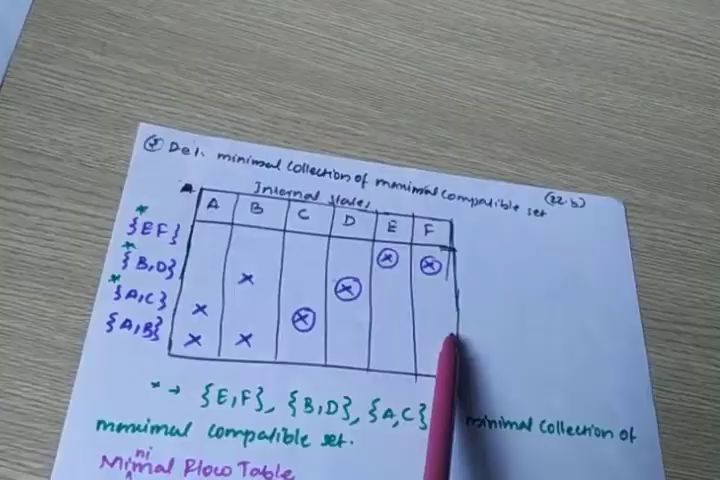 Det. minimal Collection of maximal compatible set
(22.b)
Internal states
A B C D E F
* {EF} ⊗ ⊗
* {B,D} × ⊗
* {A,C} × ⊗
{A,B} × ×
* → {E,F}, {B,D}, {A,C} minimal Collection of
maximal compatible set.
Minimal Flow Table